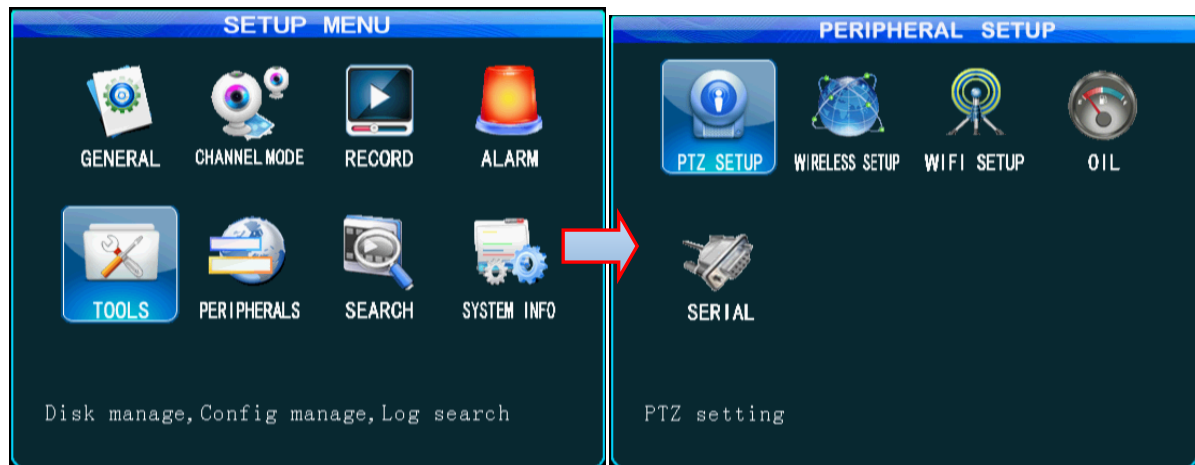 SETUP MENU
GENERAL CHANNEL MODE RECORD ALARM
TOOLS PERIPHERALS SEARCH SYSTEM INFO
Disk manage,Config manage,Log search
PERIPHERAL SETUP
PTZ SETUP WIRELESS SETUP WIFI SETUP OIL
SERIAL
PTZ setting